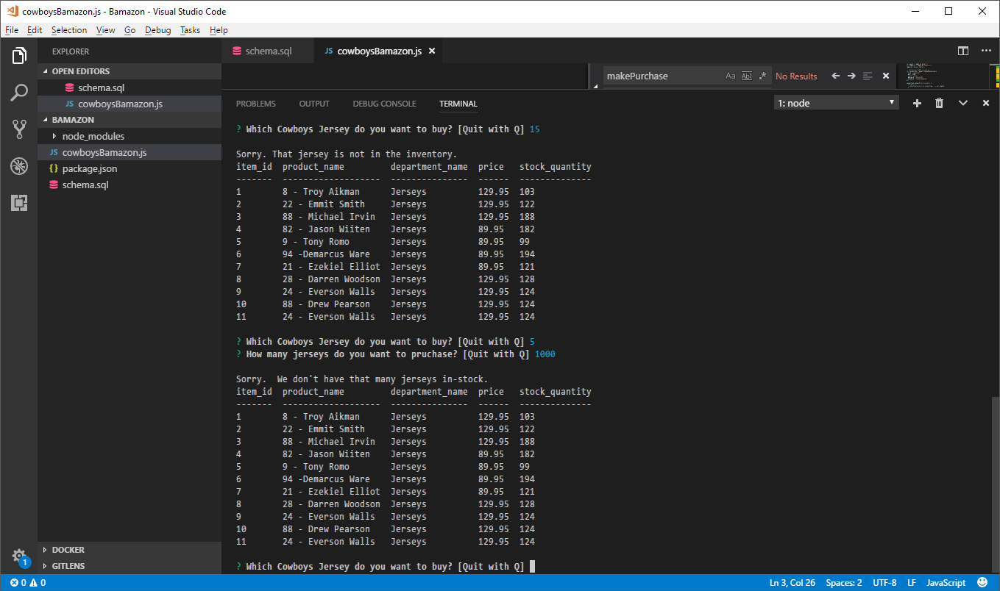 cowboysBamazon.js - Bamazon - Visual Studio Code
File Edit Selection View Go Debug Tasks Help
EXPLORER
OPEN EDITORS
schema.sql
JS cowboysBamazon.js
BAMAZON
node_modules
JS cowboysBamazon.js
{} package.json
schema.sql
DOCKER
GITLENS
1
schema.sql JS cowboysBamazon.js
makePurchase Aa Abl .* No Results
PROBLEMS OUTPUT DEBUG CONSOLE TERMINAL 1: node
? Which Cowboys Jersey do you want to buy? [Quit with Q] 15
Sorry. That jersey is not in the inventory.
item_id product_name department_name price stock_quantity
------- ------------------- --------------- ------ --------------
1 8 - Troy Aikman Jerseys 129.95 103
2 22 - Emmit Smith Jerseys 129.95 122
3 88 - Michael Irvin Jerseys 129.95 188
4 82 - Jason Wiiten Jerseys 89.95 182
5 9 - Tony Romo Jerseys 89.95 99
6 94 -Demarcus Ware Jerseys 89.95 194
7 21 - Ezekiel Elliot Jerseys 89.95 121
8 28 - Darren Woodson Jerseys 129.95 128
9 24 - Everson Walls Jerseys 129.95 124
10 88 - Drew Pearson Jerseys 129.95 124
11 24 - Everson Walls Jerseys 129.95 124
? Which Cowboys Jersey do you want to buy? [Quit with Q] 5
? How many jerseys do you want to pruchase? [Quit with Q] 1000
Sorry.  We don't have that many jerseys in-stock.
item_id product_name department_name price stock_quantity
------- ------------------- --------------- ------ --------------
1 8 - Troy Aikman Jerseys 129.95 103
2 22 - Emmit Smith Jerseys 129.95 122
3 88 - Michael Irvin Jerseys 129.95 188
4 82 - Jason Wiiten Jerseys 89.95 182
5 9 - Tony Romo Jerseys 89.95 99
6 94 -Demarcus Ware Jerseys 89.95 194
7 21 - Ezekiel Elliot Jerseys 89.95 121
8 28 - Darren Woodson Jerseys 129.95 128
9 24 - Everson Walls Jerseys 129.95 124
10 88 - Drew Pearson Jerseys 129.95 124
11 24 - Everson Walls Jerseys 129.95 124
? Which Cowboys Jersey do you want to buy? [Quit with Q]
0 0 Ln 3, Col 26 Spaces: 2 UTF-8 LF JavaScript